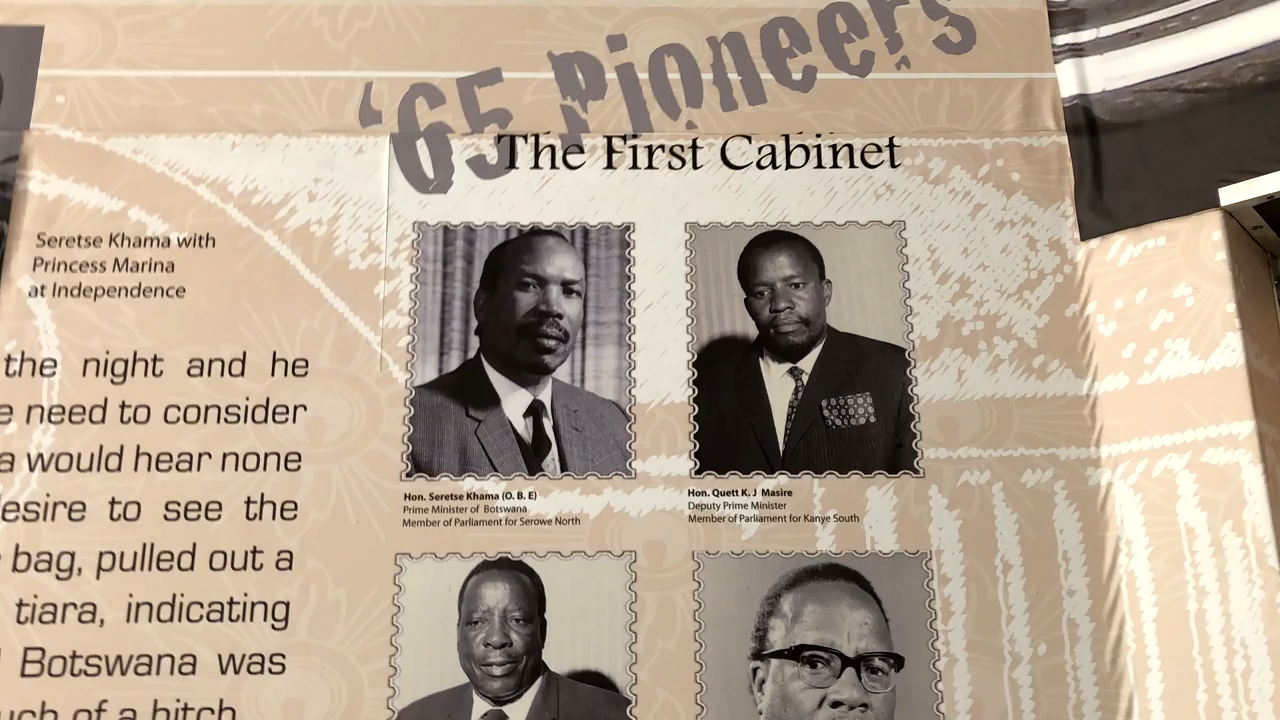 '65 Pioneers
The First Cabinet
Seretse Khama with
Princess Marina
at Independence
the night and he
need to consider
a would hear none
desire to see the
bag, pulled out a
tiara, indicating
Botswana was
much of a hitch
Hon. Seretse Khama (O. B. E)
Prime Minister of Botswana
Member of Parliament for Serowe North
Hon. Quett K. J Masire
Deputy Prime Minister
Member of Parliament for Kanye South